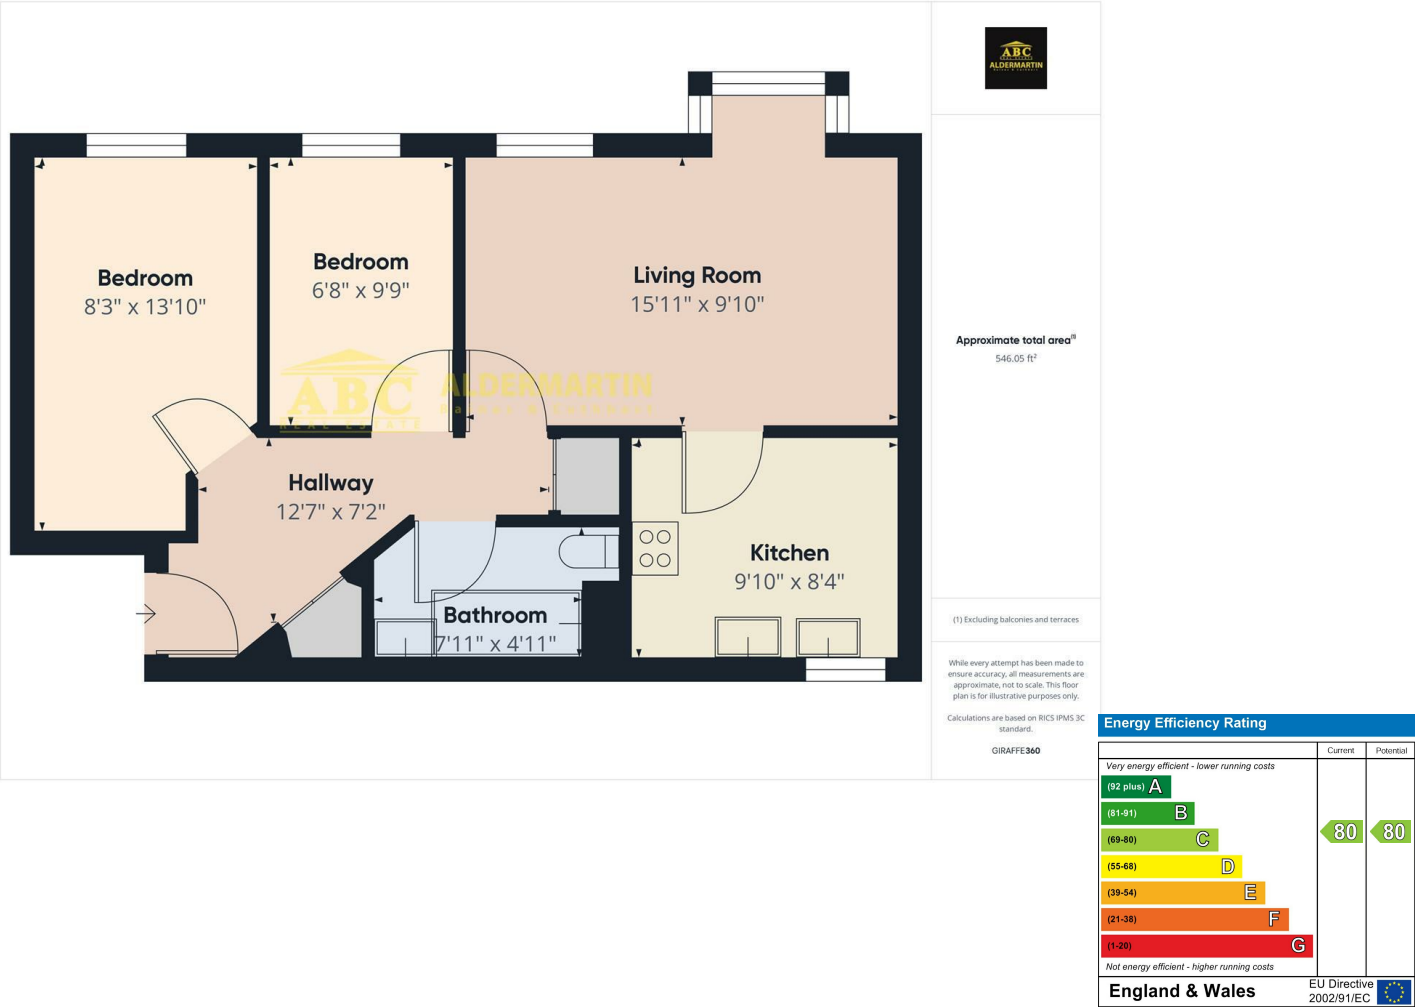 ABC
REAL ESTATE
ALDERMARTIN
Bedroom
8'3" x 13'10"
Bedroom
6'8" x 9'9"
Living Room
15'11" x 9'10"
ABC
REAL ESTATE
ALDERMARTIN
Hallway
12'7" x 7'2"
Kitchen
9'10" x 8'4"
Bathroom
7'11" x 4'11"
Approximate total area(1)
546.05 ft²
(1) Excluding balconies and terraces
While every attempt has been made to
ensure accuracy, all measurements are
approximate, not to scale. This floor
plan is for illustrative purposes only.
Calculations are based on RICS IPMS 3C
standard.
GIRAFFE360
Energy Efficiency Rating
Current Potential
Very energy efficient - lower running costs
(92 plus) A
(81-91) B
(69-80) C
(55-68) D
(39-54) E
(21-38) F
(1-20) G
80 80
Not energy efficient - higher running costs
England & Wales
EU Directive
2002/91/EC